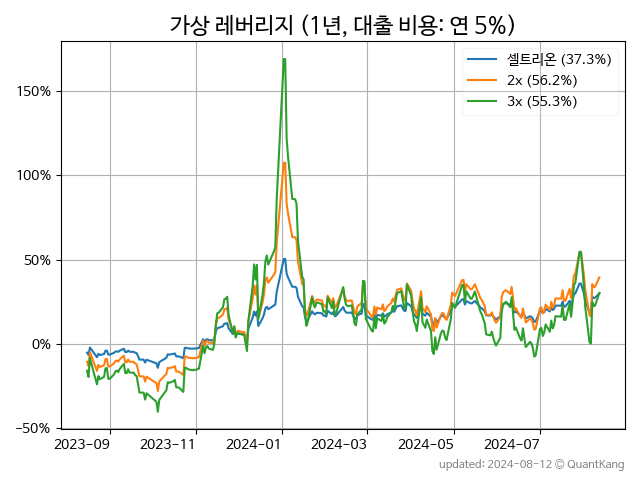 가상 레버리지 (1년, 대출 비용: 연 5%)
셀트리온 (37.3%)
2x (56.2%)
3x (55.3%)
150%
100%
50%
0%
−50%
2023-09 2023-11 2024-01 2024-03 2024-05 2024-07
updated: 2024-08-12 © QuantKang